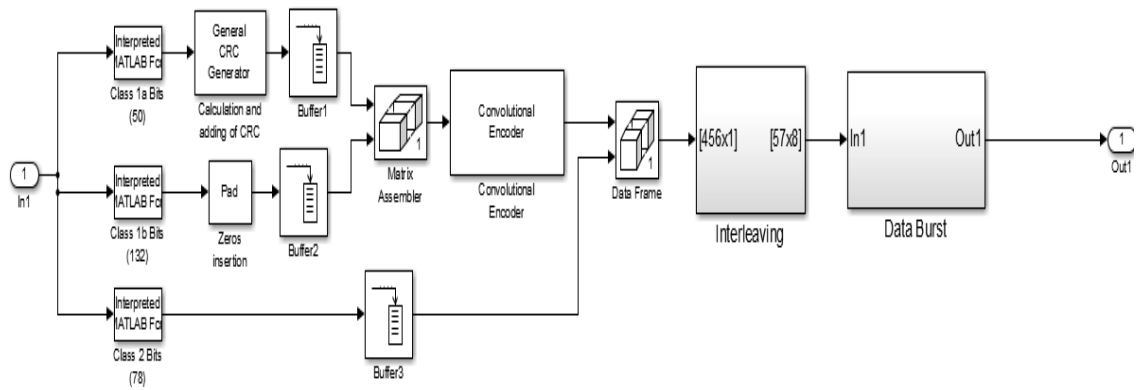 Interpreted
MATLAB Fcn
Class 1a Bits
(50)
General
CRC
Generator
Calculation and
adding of CRC
Buffer1
1
In1
Interpreted
MATLAB Fcn
Class 1b Bits
(132)
Pad
Zeros
insertion
Buffer2
1
Matrix
Assembler
Convolutional
Encoder
Convolutional
Encoder
1
Data Frame
[456x1]
[57x8]
Interleaving
In1
Out1
Data Burst
1
Out1
Interpreted
MATLAB Fcn
Class 2 Bits
(78)
Buffer3